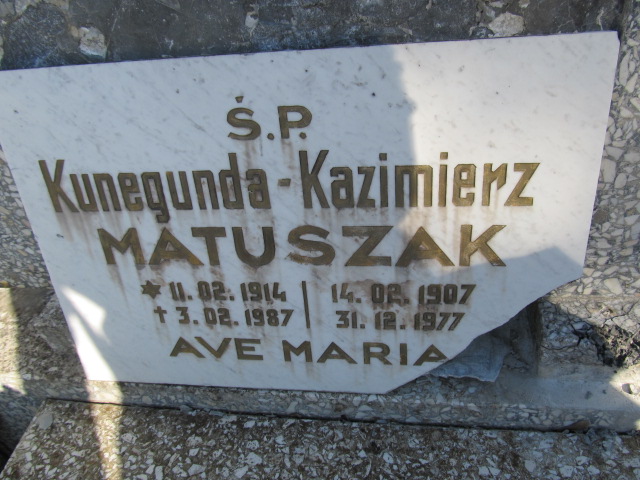 Ś.P.
Kunegunda - Kazimierz
MATUSZAK
* 11. 02. 1914 | 14. 02. 1907
† 3. 02. 1987 | 31. 12. 1977
AVE MARIA